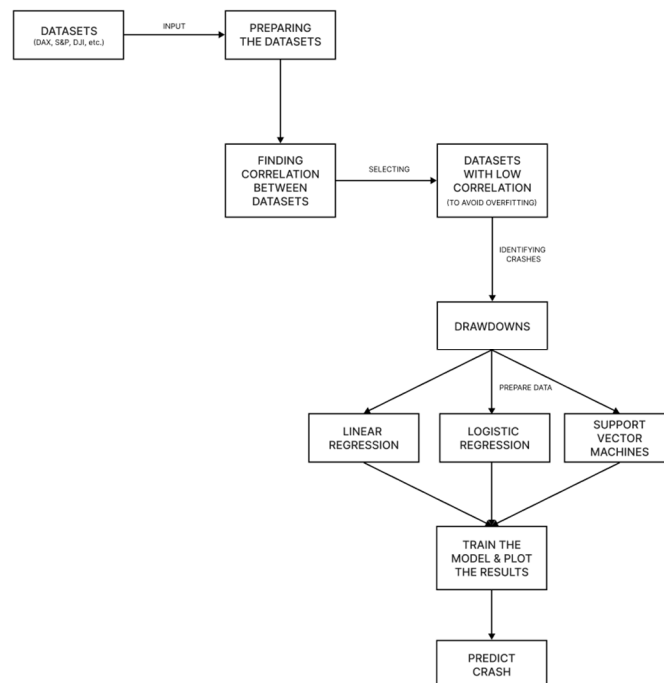 DATASETS
(DAX, S&P, DJI, etc.)
INPUT
PREPARING
THE DATASETS
FINDING
CORRELATION
BETWEEN
DATASETS
SELECTING
DATASETS
WITH LOW
CORRELATION
(TO AVOID OVERFITTING)
IDENTIFYING
CRASHES
DRAWDOWNS
PREPARE DATA
LINEAR
REGRESSION
LOGISTIC
REGRESSION
SUPPORT
VECTOR
MACHINES
TRAIN THE
MODEL & PLOT
THE RESULTS
PREDICT
CRASH